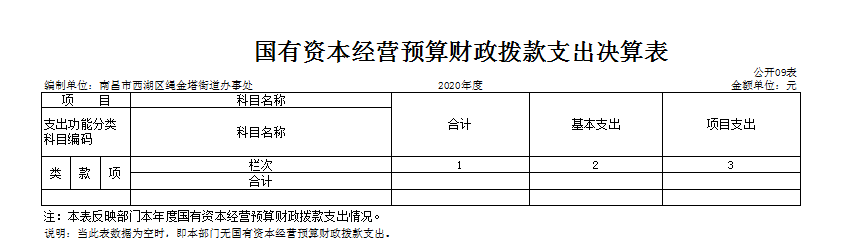 国有资本经营预算财政拨款支出决算表
公开09表
编制单位：南昌市西湖区绳金塔街道办事处 2020年度 金额单位：元
项 目 科目名称
支出功能分类科目编码 科目名称 合计 基本支出 项目支出
类 款 项 栏次 1 2 3
合计
注：本表反映部门本年度国有资本经营预算财政拨款支出情况。
说明：当此表数据为空时，即本部门无国有资本经营预算财政拨款支出。